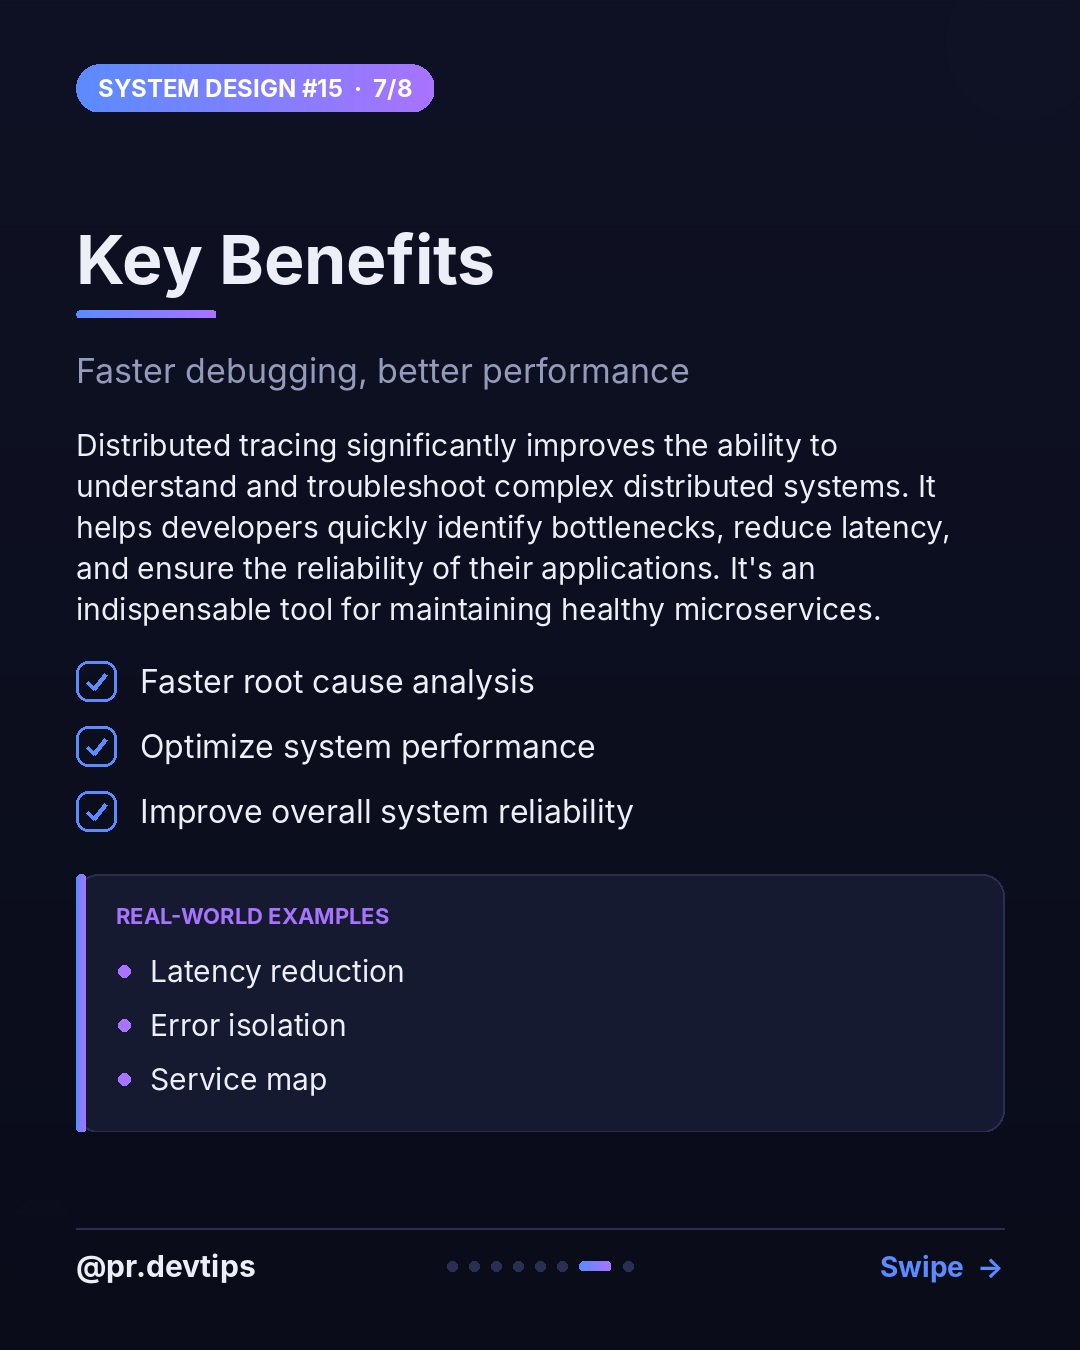 SYSTEM DESIGN #15 · 7/8
Key Benefits
Faster debugging, better performance
Distributed tracing significantly improves the ability to
understand and troubleshoot complex distributed systems. It
helps developers quickly identify bottlenecks, reduce latency,
and ensure the reliability of their applications. It's an
indispensable tool for maintaining healthy microservices.
Faster root cause analysis
Optimize system performance
Improve overall system reliability
REAL-WORLD EXAMPLES
Latency reduction
Error isolation
Service map
@pr.devtips
Swipe →